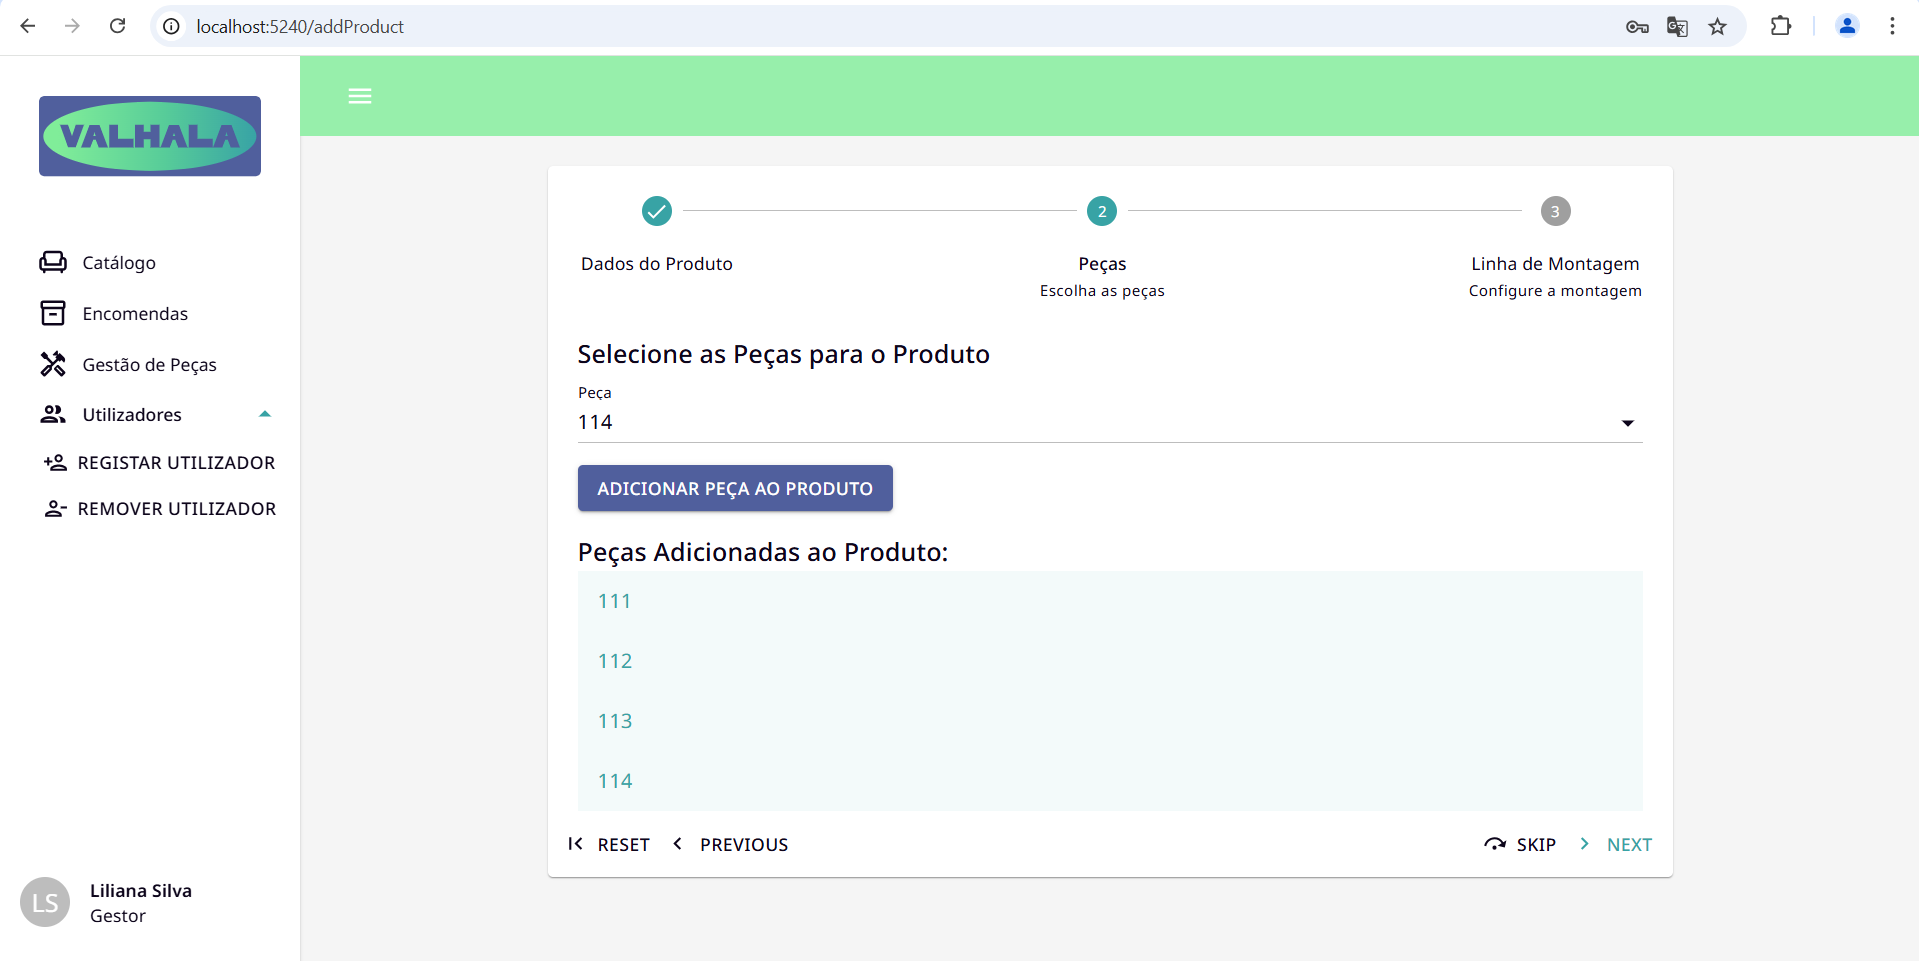 localhost:5240/addProduct
VALHALA
Catálogo
Encomendas
Gestão de Peças
Utilizadores
REGISTAR UTILIZADOR
REMOVER UTILIZADOR
LS
Liliana Silva
Gestor
2
3
Dados do Produto
Peças
Escolha as peças
Linha de Montagem
Configure a montagem
Selecione as Peças para o Produto
Peça
114
ADICIONAR PEÇA AO PRODUTO
Peças Adicionadas ao Produto:
111
112
113
114
RESET
PREVIOUS
SKIP
NEXT